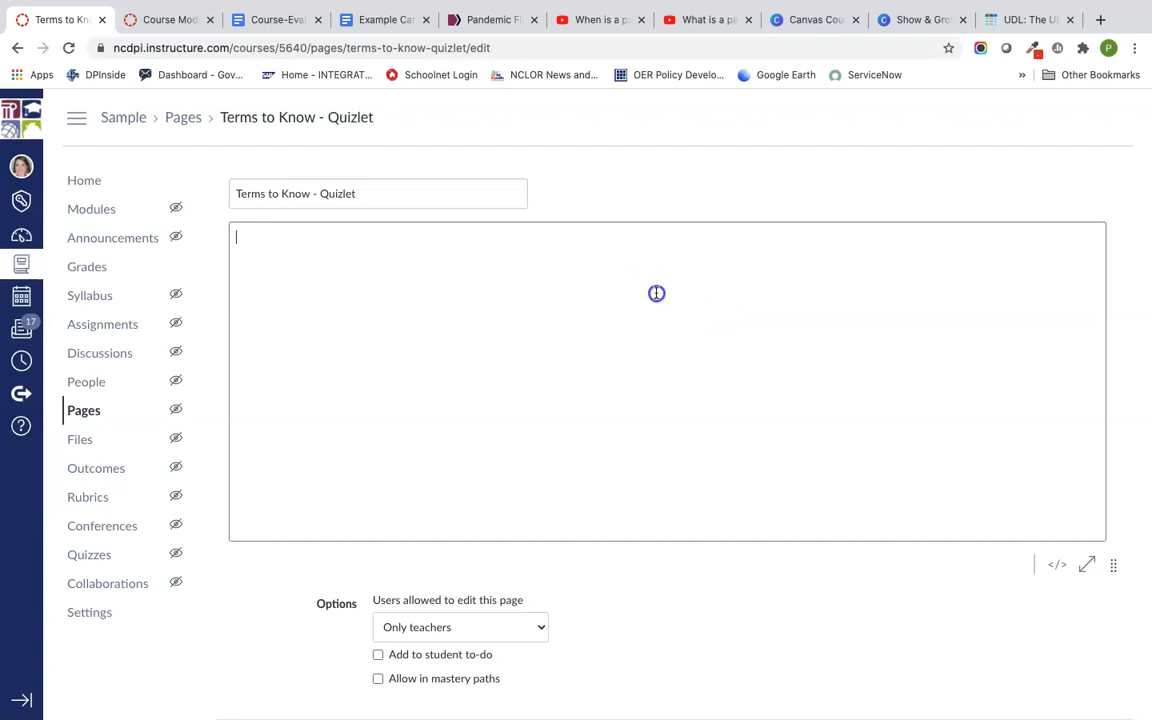 Terms to Kno
Course Mod
Course-Eval
Example Ca
Pandemic Fl
When is a p
What is a pa
Canvas Cou
Show & Gro
UDL: The U
ncdpi.instructure.com/courses/5640/pages/terms-to-know-quizlet/edit
P
Apps
DPInside
Dashboard - Gov...
Home - INTEGRAT...
Schoolnet Login
NCLOR News and...
OER Policy Develo...
Google Earth
ServiceNow
»
Other Bookmarks
Sample > Pages > Terms to Know - Quizlet
Terms to Know - Quizlet
Home
Modules
Announcements
Grades
Syllabus
Assignments
17
Discussions
People
Pages
Files
Outcomes
Rubrics
Conferences
Quizzes
Collaborations
Settings
</>
Options
Users allowed to edit this page
Only teachers
Add to student to-do
Allow in mastery paths